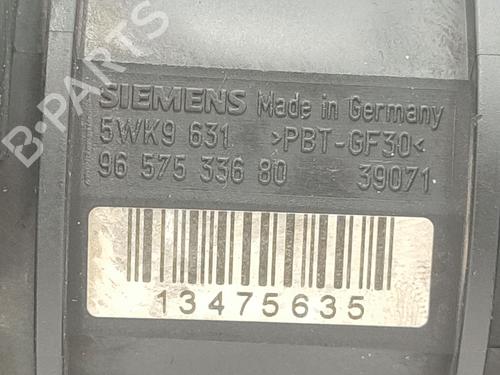 B-PARTS
SIEMENS Made in Germany
5WK9 631 >PBT-GF30<
96 575 336 80 39071
13475635